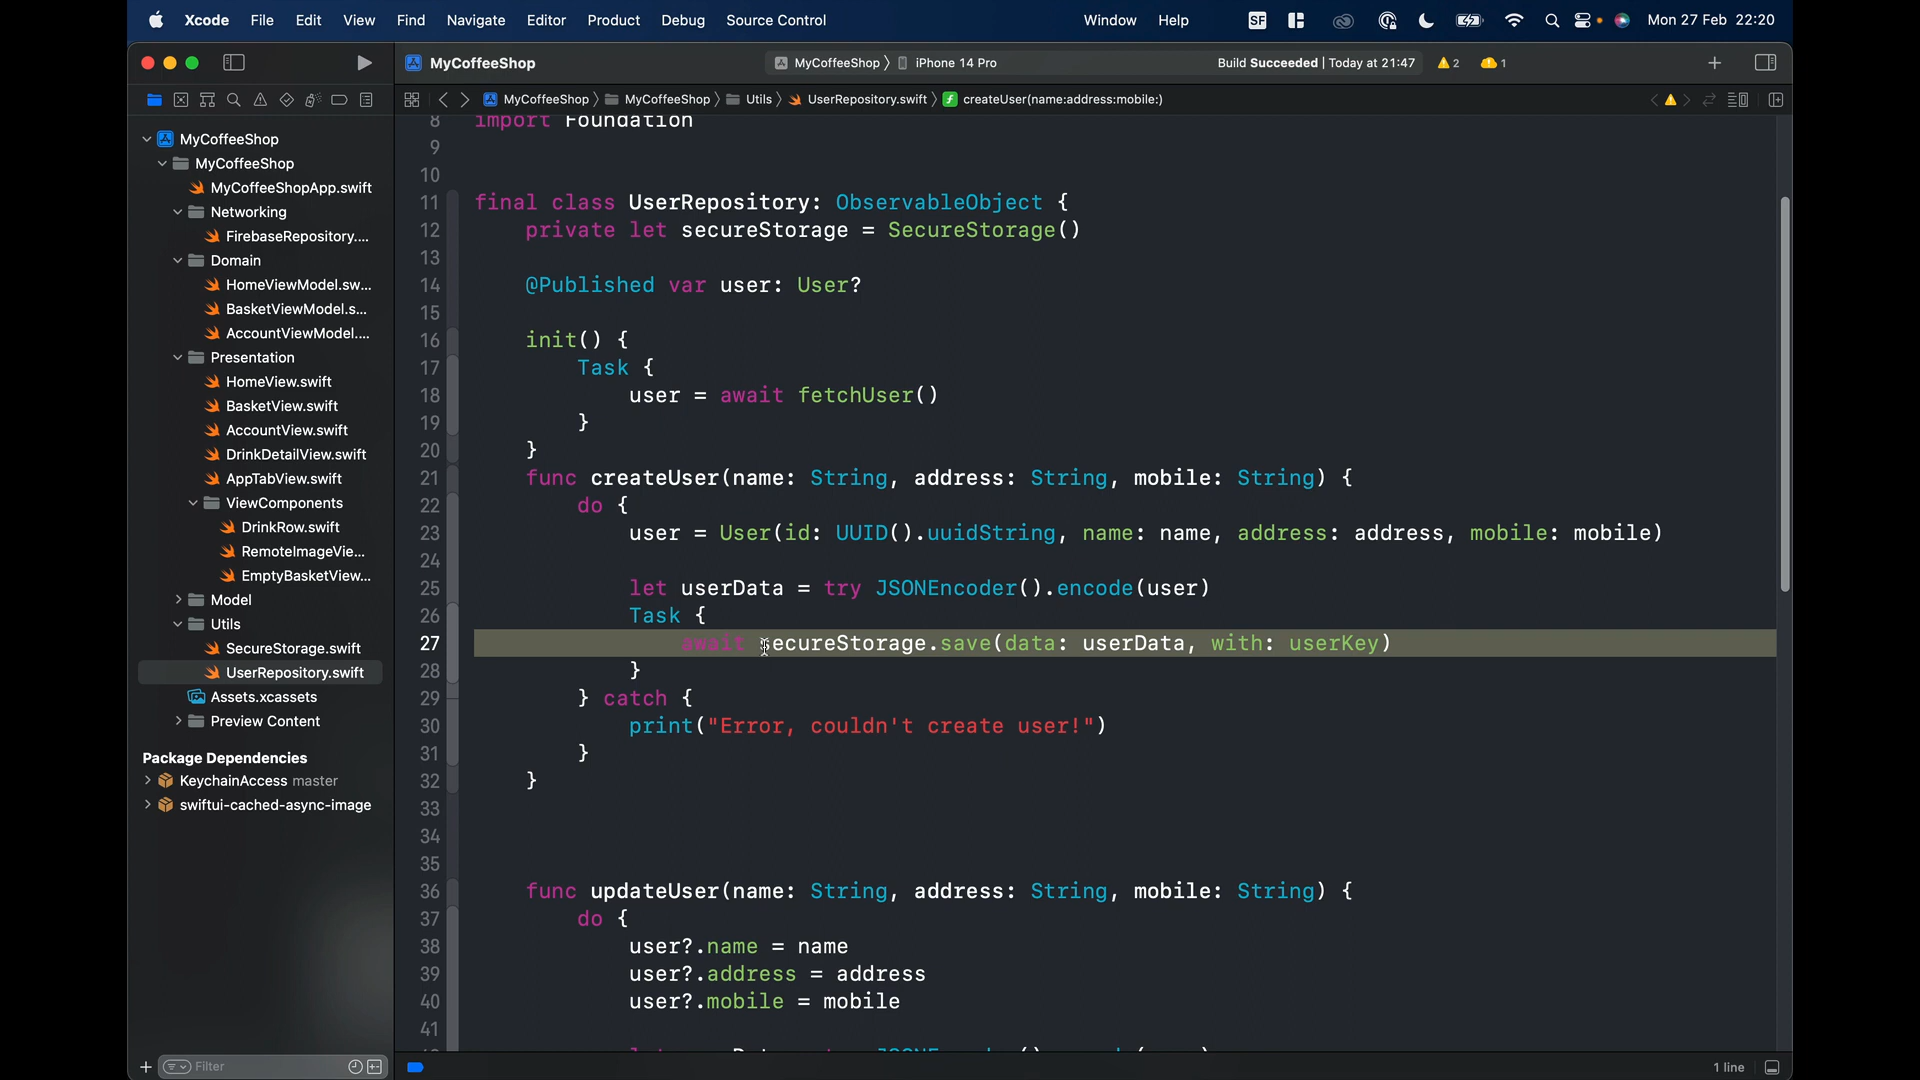 Xcode File Edit View Find Navigate Editor Product Debug Source Control Window Help SF Mon 27 Feb 22:20
MyCoffeeShop MyCoffeeShop iPhone 14 Pro Build Succeeded | Today at 21:47 2 1
MyCoffeeShop MyCoffeeShop Utils UserRepository.swift createUser(name:address:mobile:)
MyCoffeeShop
MyCoffeeShop
MyCoffeeShopApp.swift
Networking
FirebaseRepository....
Domain
HomeViewModel.sw...
BasketViewModel.s...
AccountViewModel....
Presentation
HomeView.swift
BasketView.swift
AccountView.swift
DrinkDetailView.swift
AppTabView.swift
ViewComponents
DrinkRow.swift
RemoteImageVie...
EmptyBasketView...
Model
Utils
SecureStorage.swift
UserRepository.swift
Assets.xcassets
Preview Content
Package Dependencies
KeychainAccess master
swiftui-cached-async-image
Filter
8 import Foundation
9
10
11 final class UserRepository: ObservableObject {
12 private let secureStorage = SecureStorage()
13
14 @Published var user: User?
15
16 init() {
17 Task {
18 user = await fetchUser()
19 }
20 }
21 func createUser(name: String, address: String, mobile: String) {
22 do {
23 user = User(id: UUID().uuidString, name: name, address: address, mobile: mobile)
24
25 let userData = try JSONEncoder().encode(user)
26 Task {
27 await secureStorage.save(data: userData, with: userKey)
28 }
29 } catch {
30 print("Error, couldn't create user!")
31 }
32 }
33
34
35
36 func updateUser(name: String, address: String, mobile: String) {
37 do {
38 user?.name = name
39 user?.address = address
40 user?.mobile = mobile
41
1 line